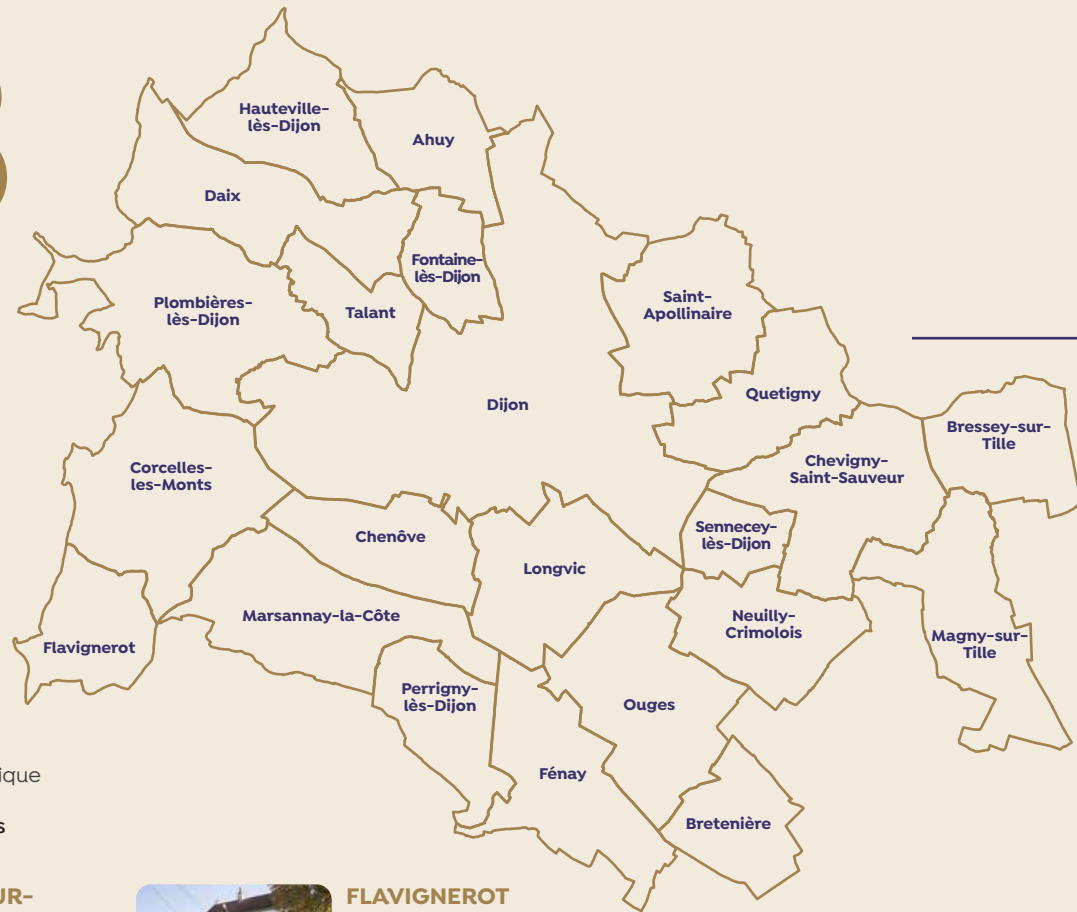 Hauteville-
lès-Dijon
Ahuy
Daix
Fontaine-
lès-Dijon
Plombières-
lès-Dijon
Talant
Saint-
Apollinaire
Dijon
Quetigny
Bressey-sur-
Tille
Corcelles-
les-Monts
Chevigny-
Saint-Sauveur
Chenôve
Sennecey-
lès-Dijon
Longvic
Marsannay-la-Côte
Neuilly-
Crimolois
Flavignerot
Magny-sur-
Tille
Perrigny-
lès-Dijon
Ouges
Fénay
Bretenière
ique
s
UR-
FLAVIGNEROT